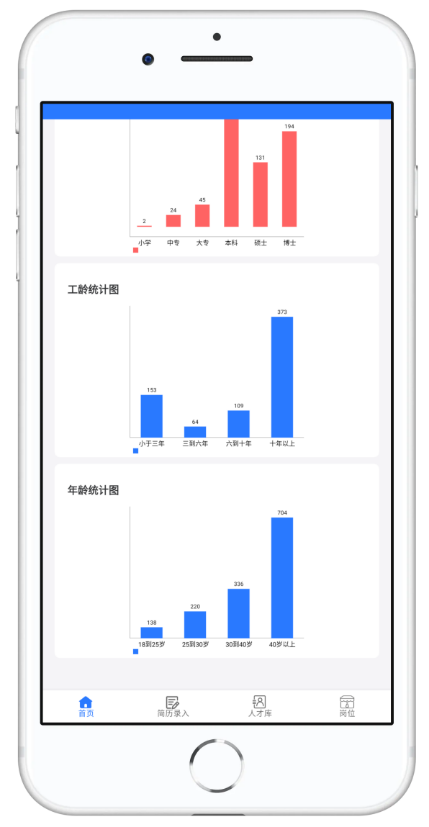 194
131
45
24
2
小学 中专 大专 本科 硕士 博士
工龄统计图
373
153
109
64
小于三年 三到六年 六到十年 十年以上
年龄统计图
704
336
220
138
18到25岁 25到30岁 30到40岁 40岁以上
首页 简历录入 人才库 岗位